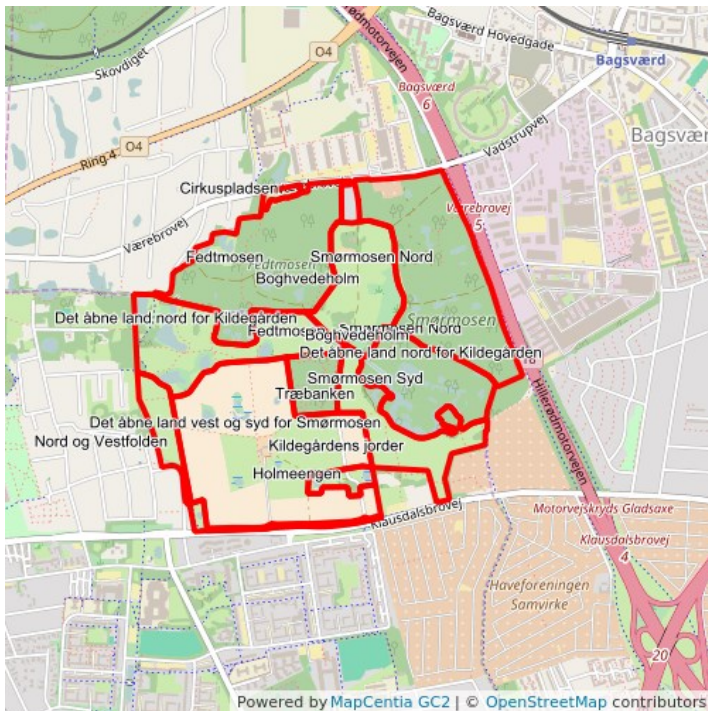 Bagsværd Hovedgade
Hillerødmotorvejen
O4
Bagsværd
Skovdiget
Bagsværd
6
Vadstrupvej
O4
Ring 4
Cirkuspladsen
Værebrovej
5
Værebrovej
Fedtmosen
Fedtmosen
Smørmosen Nord
Boghvedeholm
Det åbne land nord for Kildegården
Smørmosen
Smørmosen Nord
Boghvedeholm
Det åbne land nord for Kildegården
18
Smørmosen Syd
Træbanken
Hillerødmotorvejen
Det åbne land vest og syd for Smørmosen
Nord og Vestfolden
Kildegårdens jorder
Holmeengen
Klausdalsbrovej
Motorvejskryds Gladsaxe
Klausdalsbrovej
4
Haveforeningen
Samvirke
20
Powered by MapCentia GC2 | © OpenStreetMap contributors